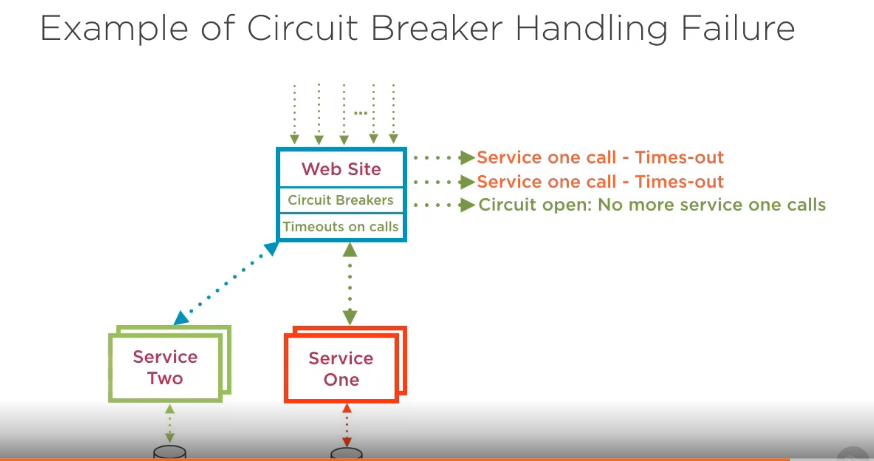 Example of Circuit Breaker Handling Failure
...
Web Site
Circuit Breakers
Timeouts on calls
Service one call - Times-out
Service one call - Times-out
Circuit open: No more service one calls
Service
Two
Service
One